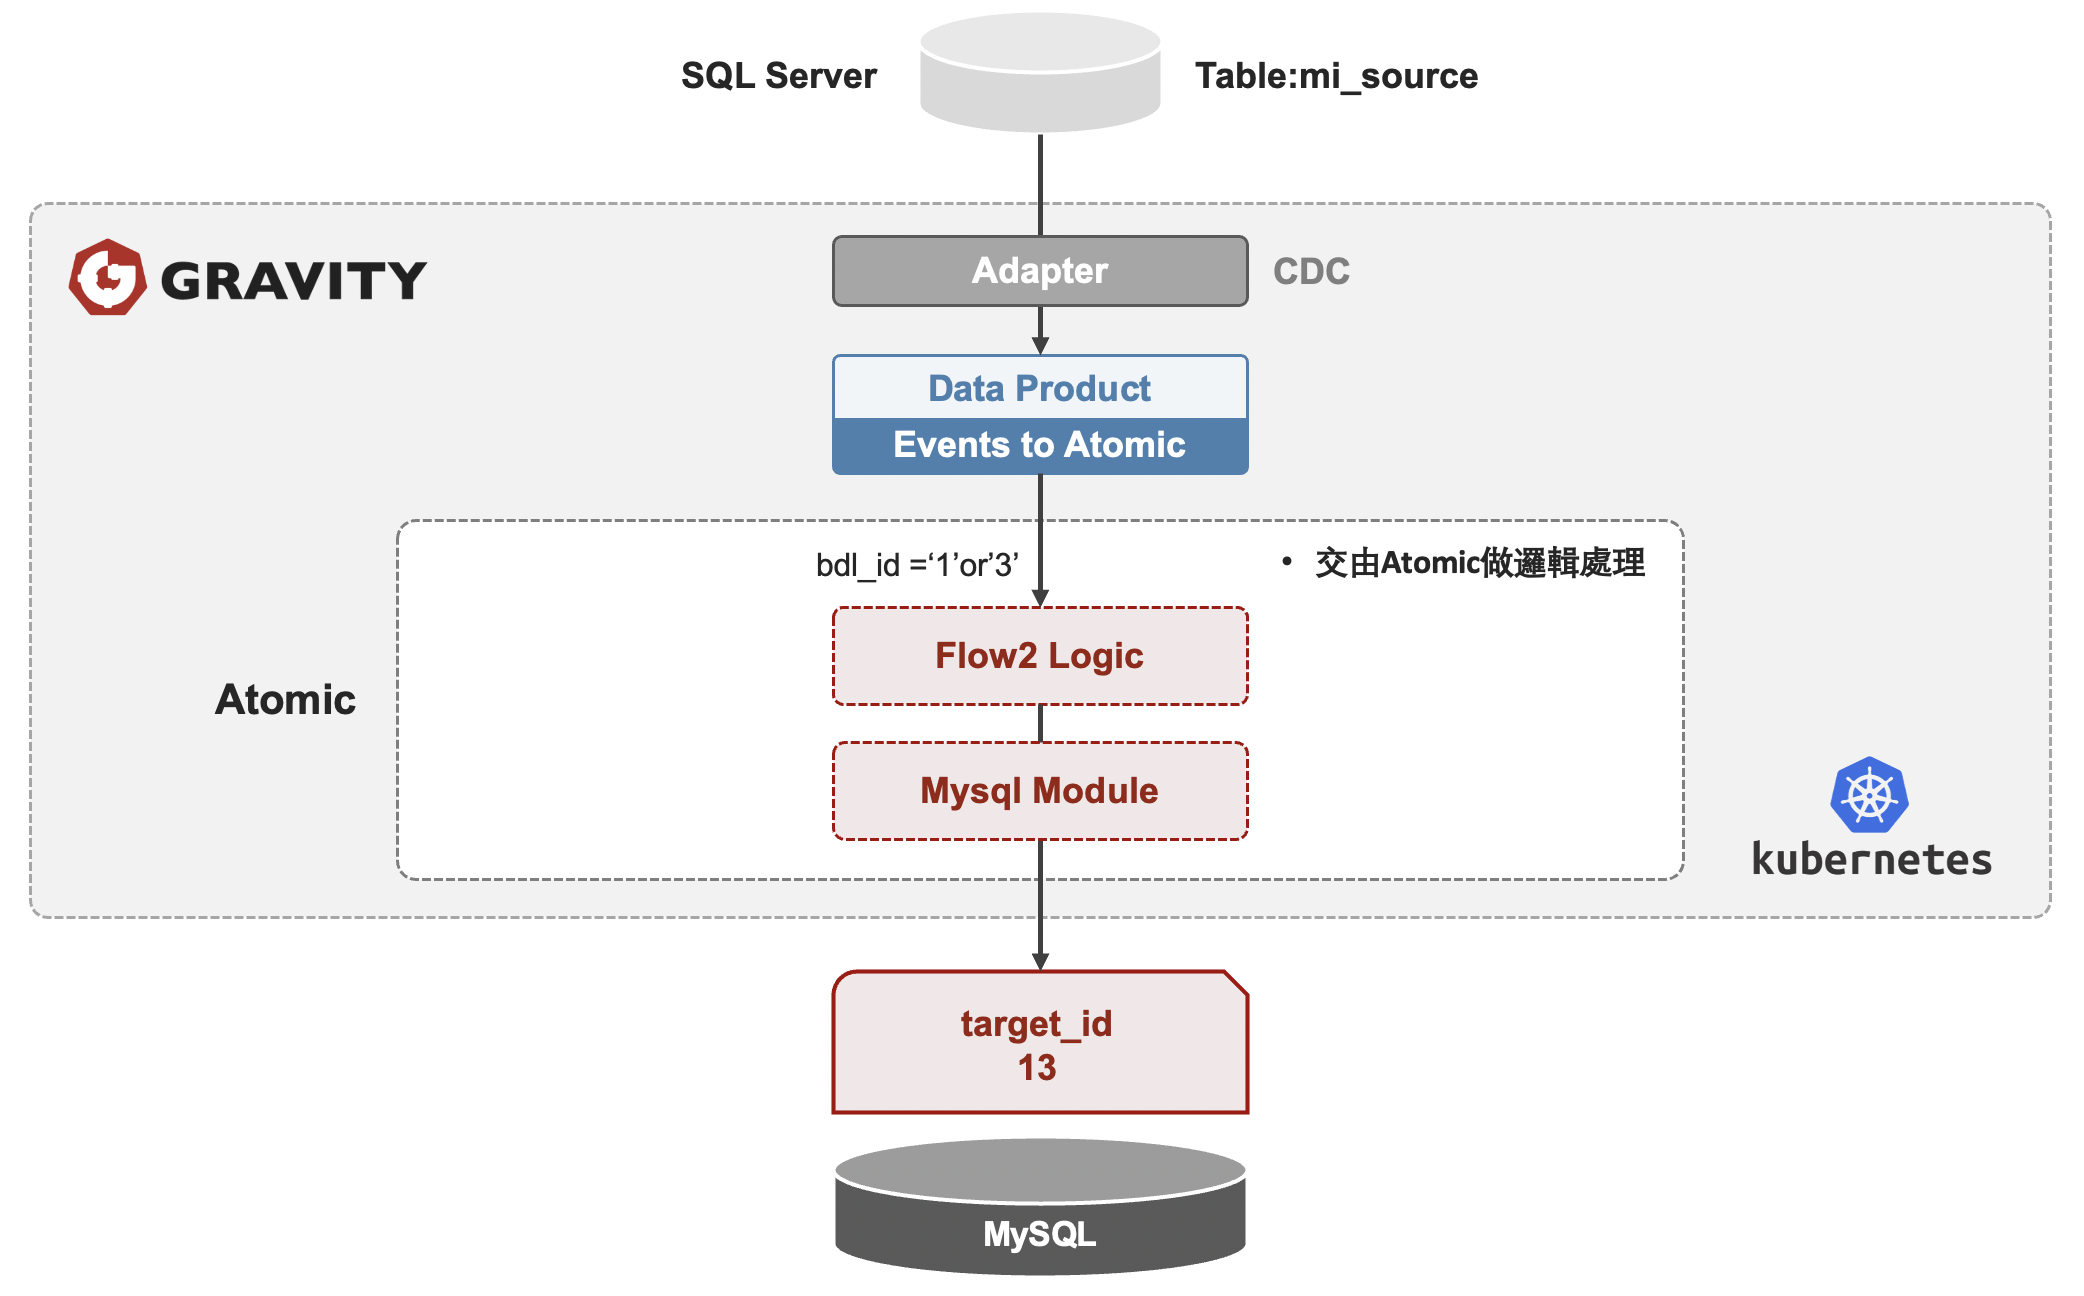 SQL Server
Table:mi_source
GRAVITY
Adapter
CDC
Data Product
Events to Atomic
bdl_id =‘1’or’3’
• 交由Atomic做邏輯處理
Flow2 Logic
Atomic
Mysql Module
kubernetes
target_id
13
MySQL